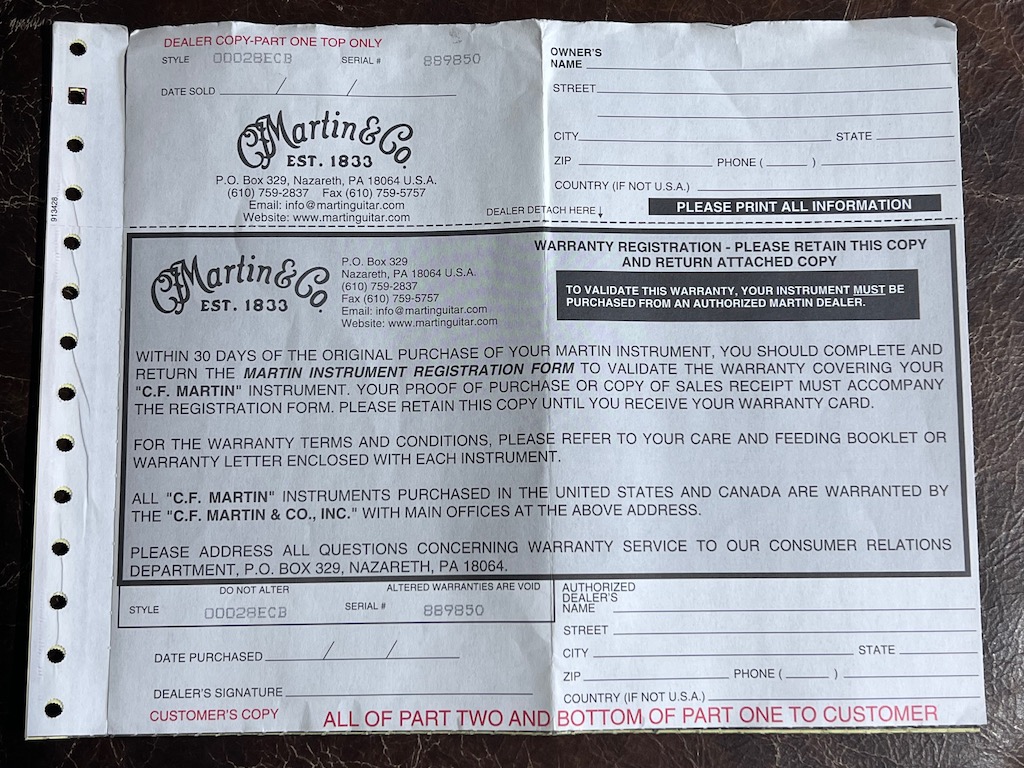 DEALER COPY-PART ONE TOP ONLY
STYLE 00028ECB SERIAL # 889850
DATE SOLD / /
CF Martin & Co.
EST. 1833
P.O. Box 329, Nazareth, PA 18064 U.S.A.
(610) 759-2837 Fax (610) 759-5757
Email: info@martinguitar.com
Website: www.martinguitar.com
OWNER'S
NAME
STREET
CITY STATE
ZIP PHONE ( )
COUNTRY (IF NOT U.S.A.)
DEALER DETACH HERE
PLEASE PRINT ALL INFORMATION
913428
CF Martin & Co.
EST. 1833
P.O. Box 329
Nazareth, PA 18064 U.S.A.
(610) 759-2837
Fax (610) 759-5757
Email: info@martinguitar.com
Website: www.martinguitar.com
WARRANTY REGISTRATION - PLEASE RETAIN THIS COPY
AND RETURN ATTACHED COPY
TO VALIDATE THIS WARRANTY, YOUR INSTRUMENT MUST BE
PURCHASED FROM AN AUTHORIZED MARTIN DEALER.
WITHIN 30 DAYS OF THE ORIGINAL PURCHASE OF YOUR MARTIN INSTRUMENT, YOU SHOULD COMPLETE AND
RETURN THE MARTIN INSTRUMENT REGISTRATION FORM TO VALIDATE THE WARRANTY COVERING YOUR
"C.F. MARTIN" INSTRUMENT. YOUR PROOF OF PURCHASE OR COPY OF SALES RECEIPT MUST ACCOMPANY
THE REGISTRATION FORM. PLEASE RETAIN THIS COPY UNTIL YOU RECEIVE YOUR WARRANTY CARD.
FOR THE WARRANTY TERMS AND CONDITIONS, PLEASE REFER TO YOUR CARE AND FEEDING BOOKLET OR
WARRANTY LETTER ENCLOSED WITH EACH INSTRUMENT.
ALL "C.F. MARTIN" INSTRUMENTS PURCHASED IN THE UNITED STATES AND CANADA ARE WARRANTED BY
THE "C.F. MARTIN & CO., INC." WITH MAIN OFFICES AT THE ABOVE ADDRESS.
PLEASE ADDRESS ALL QUESTIONS CONCERNING WARRANTY SERVICE TO OUR CONSUMER RELATIONS
DEPARTMENT, P.O. BOX 329, NAZARETH, PA 18064.
DO NOT ALTER ALTERED WARRANTIES ARE VOID
STYLE 00028ECB SERIAL # 889850
DATE PURCHASED / /
DEALER'S SIGNATURE
AUTHORIZED
DEALER'S
NAME
STREET
CITY STATE
ZIP PHONE ( )
COUNTRY (IF NOT U.S.A.)
CUSTOMER'S COPY ALL OF PART TWO AND BOTTOM OF PART ONE TO CUSTOMER